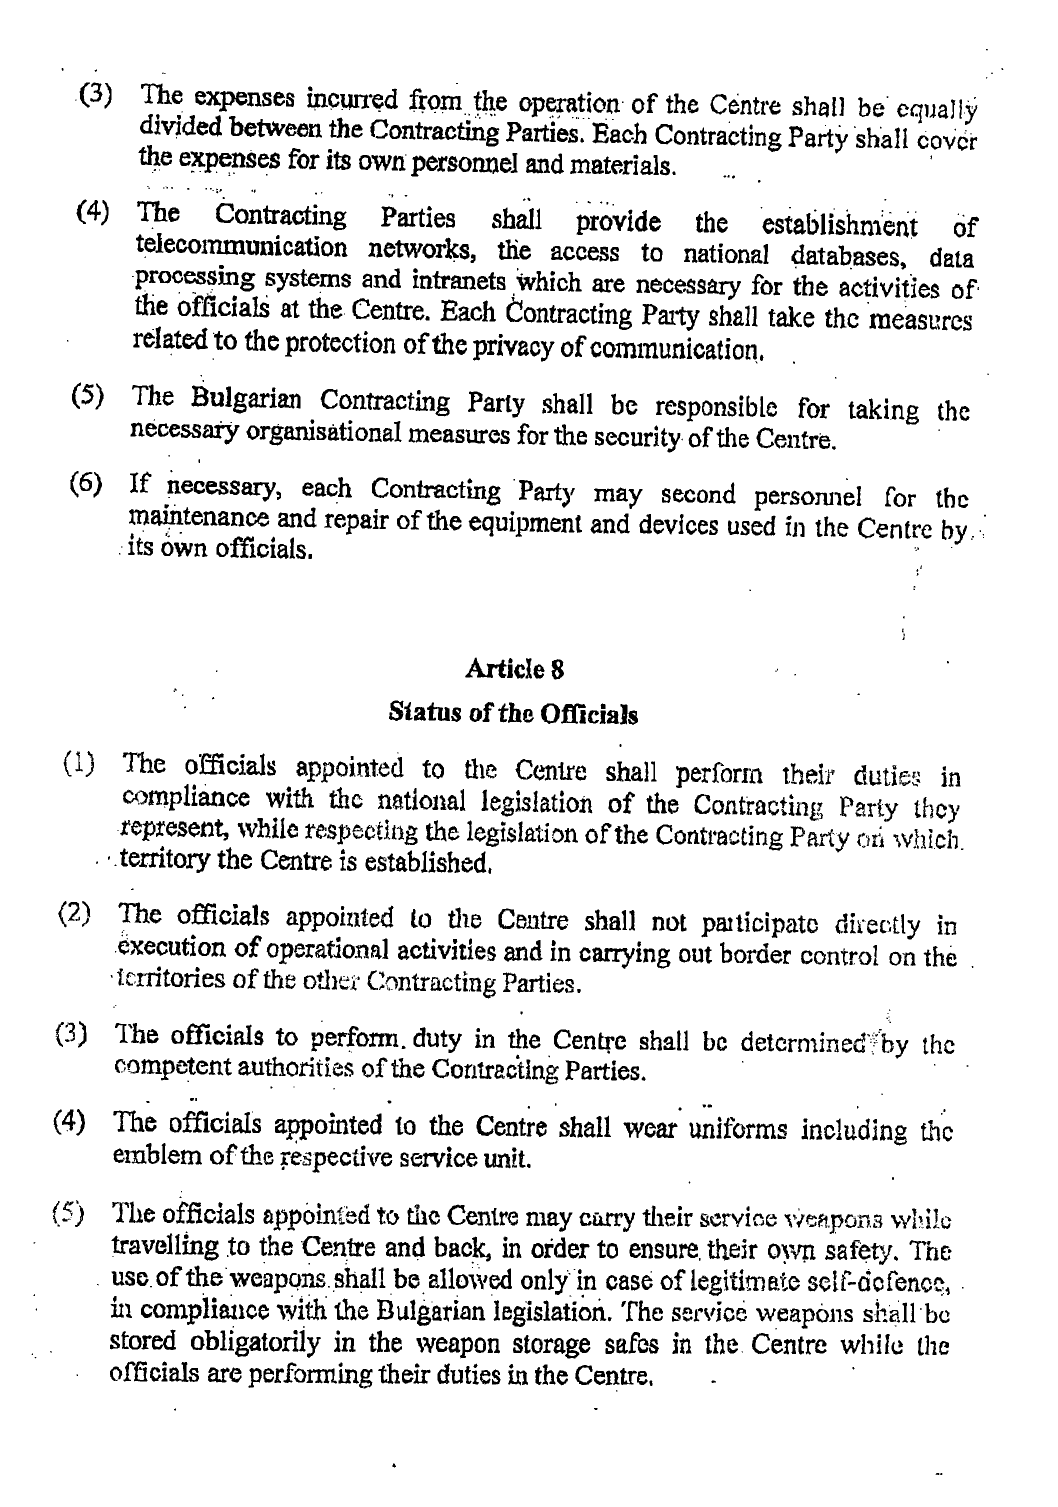 (3) The expenses incurred from the operation of the Centre shall be equally
divided between the Contracting Parties. Each Contracting Party shall cover
the expenses for its own personnel and materials.
(4) The Contracting Parties shall provide the establishment of
telecommunication networks, the access to national databases, data
processing systems and intranets which are necessary for the activities of
the officials at the Centre. Each Contracting Party shall take the measures
related to the protection of the privacy of communication.
(5) The Bulgarian Contracting Party shall be responsible for taking the
necessary organisational measures for the security of the Centre.
(6) If necessary, each Contracting Party may second personnel for the
maintenance and repair of the equipment and devices used in the Centre by
its own officials.
Article 8
Status of the Officials
(1) The officials appointed to the Centre shall perform their duties in
compliance with the national legislation of the Contracting Party they
represent, while respecting the legislation of the Contracting Party on which
territory the Centre is established.
(2) The officials appointed to the Centre shall not participate directly in
execution of operational activities and in carrying out border control on the
territories of the other Contracting Parties.
(3) The officials to perform duty in the Centre shall be determined by the
competent authorities of the Contracting Parties.
(4) The officials appointed to the Centre shall wear uniforms including the
emblem of the respective service unit.
(5) The officials appointed to the Centre may carry their service weapons while
travelling to the Centre and back, in order to ensure their own safety. The
use of the weapons shall be allowed only in case of legitimate self-defence,
in compliance with the Bulgarian legislation. The service weapons shall be
stored obligatorily in the weapon storage safes in the Centre while the
officials are performing their duties in the Centre.